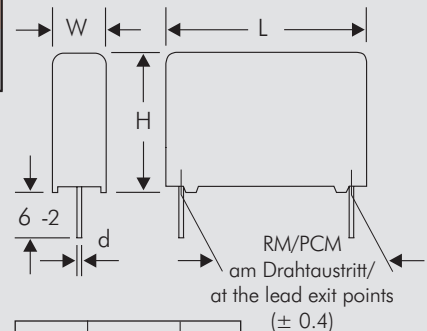 W
L
H
6 -2
d
RM/PCM
am Drahtaustritt/
at the lead exit points
(± 0.4)